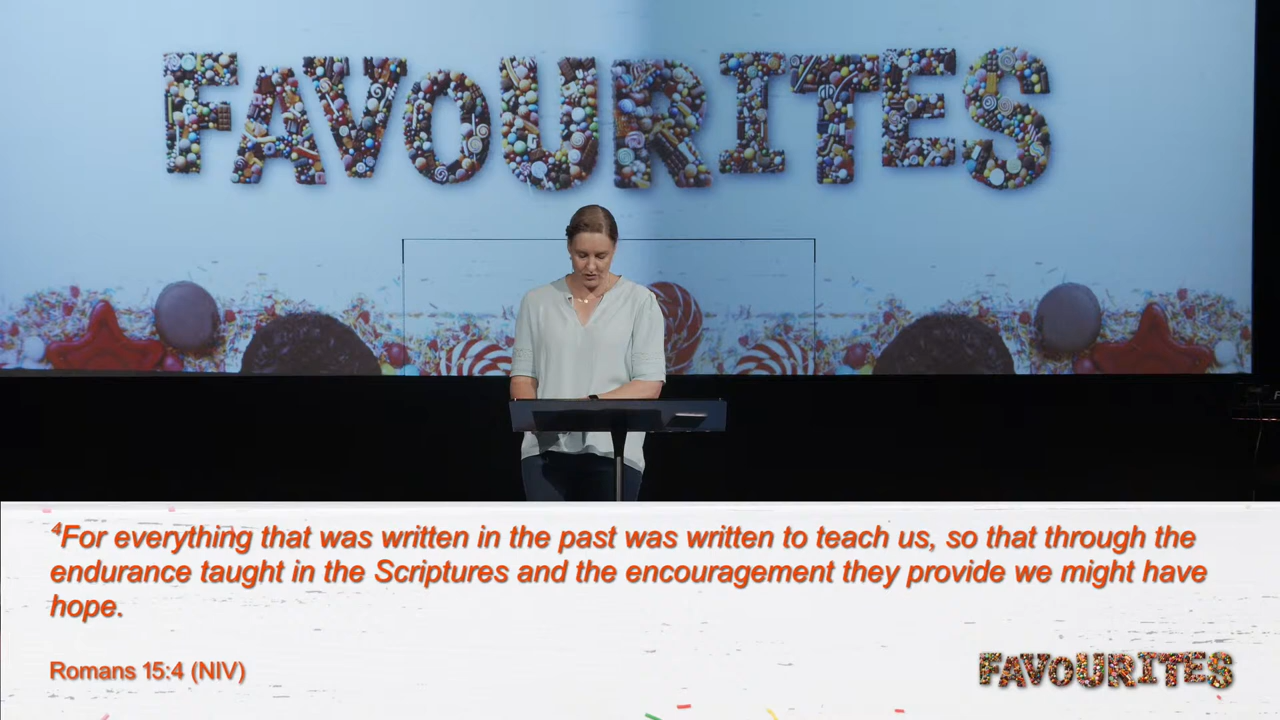 FAVOURITES
⁴For everything that was written in the past was written to teach us, so that through the
endurance taught in the Scriptures and the encouragement they provide we might have
hope.
Romans 15:4 (NIV)
FAVOURITES